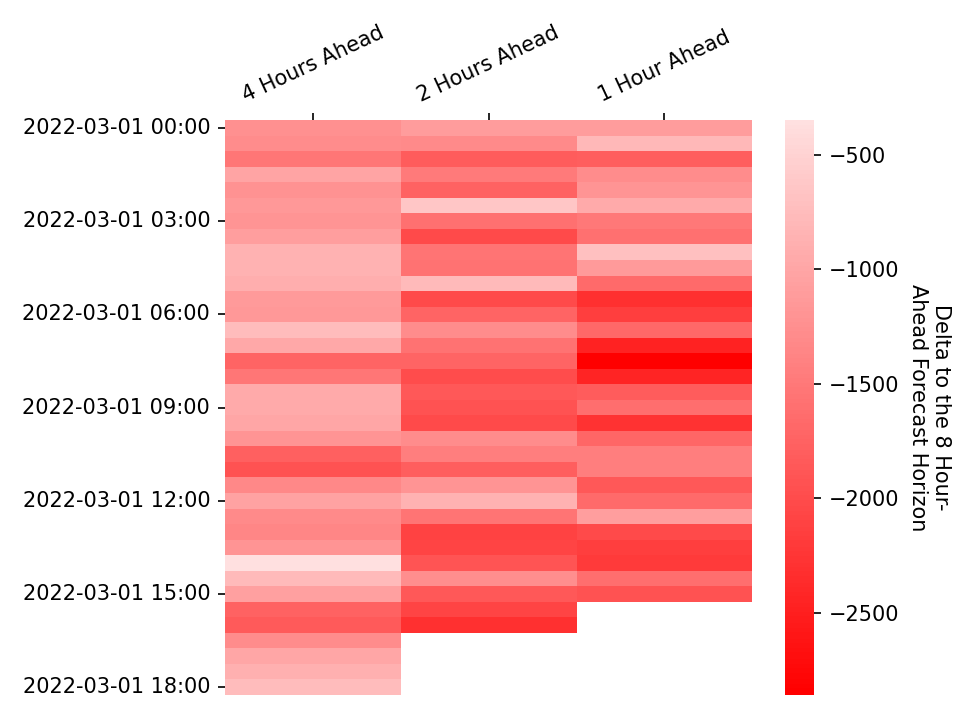 4 Hours Ahead
2 Hours Ahead
1 Hour Ahead
2022-03-01 00:00
2022-03-01 03:00
2022-03-01 06:00
2022-03-01 09:00
2022-03-01 12:00
2022-03-01 15:00
2022-03-01 18:00
−500
−1000
−1500
−2000
−2500
Delta to the 8 Hour-
Ahead Forecast Horizon